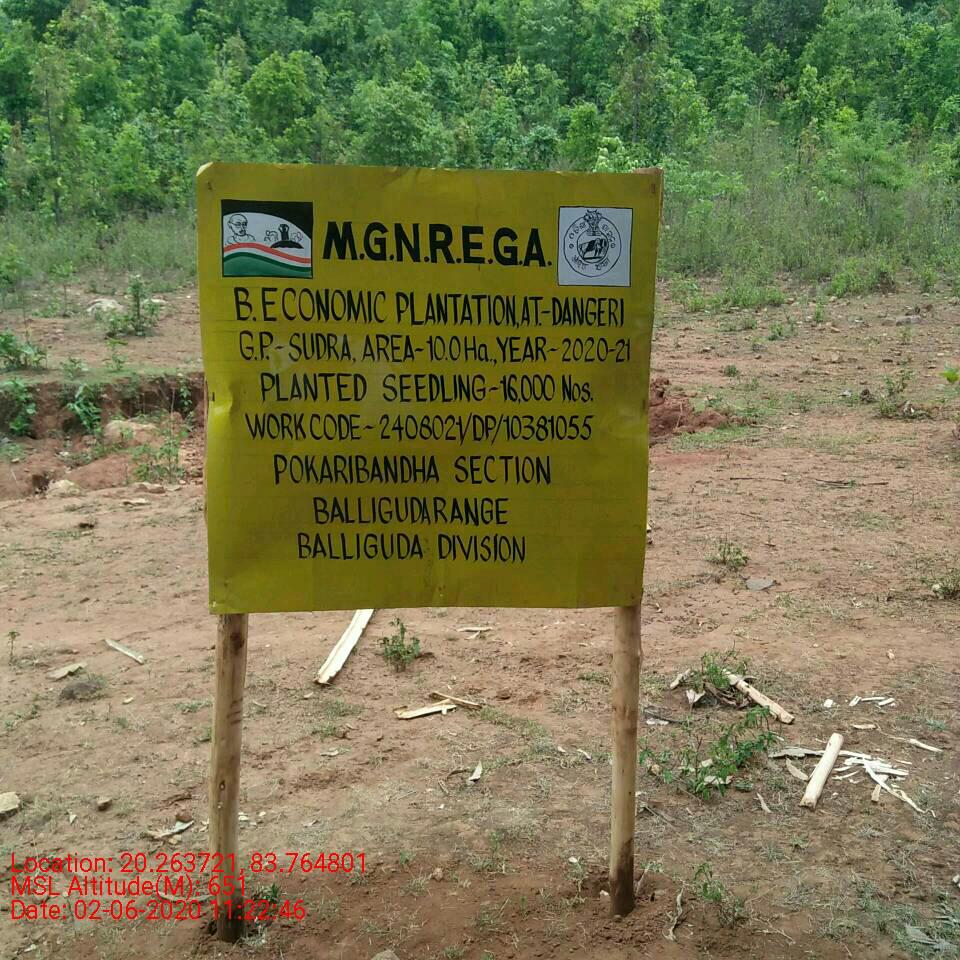 M.G.N.R.E.G.A.
B. ECONOMIC PLANTATION, AT.-DANGERI
G.P.-SUDRA, AREA-10.0Ha., YEAR-2020-21
PLANTED SEEDLING-16,000 Nos.
WORK CODE-2408021/DP/10381055
POKARIBANDHA SECTION
BALLIGUDA RANGE
BALLIGUDA DIVISION
Location: 20.263721, 83.764801
MSL Altitude(M): 651
Date: 02-06-2020 11:22:46